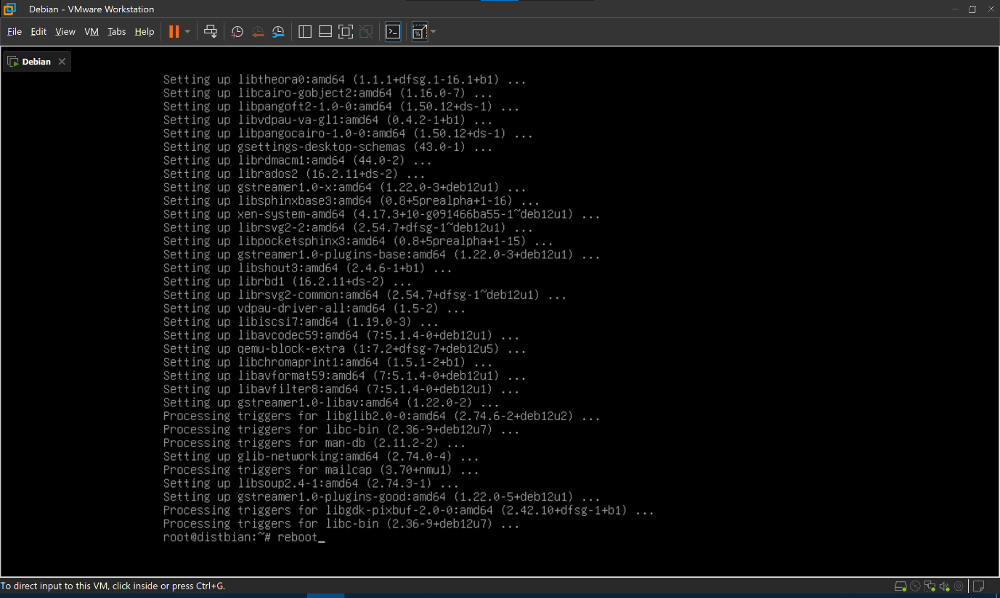 Debian - VMware Workstation
File Edit View VM Tabs Help
Debian
Setting up libtheora0:amd64 (1.1.1+dfsg.1-16.1+b1) ...
Setting up libcairo-gobject2:amd64 (1.16.0-7) ...
Setting up libpangoft2-1.0-0:amd64 (1.50.12+ds-1) ...
Setting up libvdpau-va-gl1:amd64 (0.4.2-1+b1) ...
Setting up libpangocairo-1.0-0:amd64 (1.50.12+ds-1) ...
Setting up gsettings-desktop-schemas (43.0-1) ...
Setting up librdmacm1:amd64 (44.0-2) ...
Setting up librados2 (16.2.11+ds-2) ...
Setting up gstreamer1.0-x:amd64 (1.22.0-3+deb12u1) ...
Setting up libsphinxbase3:amd64 (0.8+5prealpha+1-16) ...
Setting up xen-system-amd64 (4.17.3+10-g091466ba55-1~deb12u1) ...
Setting up librsvg2-2:amd64 (2.54.7+dfsg-1~deb12u1) ...
Setting up libpocketsphinx3:amd64 (0.8+5prealpha+1-15) ...
Setting up gstreamer1.0-plugins-base:amd64 (1.22.0-3+deb12u1) ...
Setting up libshout3:amd64 (2.4.6-1+b1) ...
Setting up librbd1 (16.2.11+ds-2) ...
Setting up librsvg2-common:amd64 (2.54.7+dfsg-1~deb12u1) ...
Setting up vdpau-driver-all:amd64 (1.5-2) ...
Setting up libiscsi7:amd64 (1.19.0-3) ...
Setting up libavcodec59:amd64 (7:5.1.4-0+deb12u1) ...
Setting up qemu-block-extra (1:7.2+dfsg-7+deb12u5) ...
Setting up libchromaprint1:amd64 (1.5.1-2+b1) ...
Setting up libavformat59:amd64 (7:5.1.4-0+deb12u1) ...
Setting up libavfilter8:amd64 (7:5.1.4-0+deb12u1) ...
Setting up gstreamer1.0-libav:amd64 (1.22.0-2) ...
Processing triggers for libglib2.0-0:amd64 (2.74.6-2+deb12u2) ...
Processing triggers for libc-bin (2.36-9+deb12u7) ...
Processing triggers for man-db (2.11.2-2) ...
Setting up glib-networking:amd64 (2.74.0-4) ...
Processing triggers for mailcap (3.70+nmu1) ...
Setting up libsoup2.4-1:amd64 (2.74.3-1) ...
Setting up gstreamer1.0-plugins-good:amd64 (1.22.0-5+deb12u1) ...
Processing triggers for libgdk-pixbuf-2.0-0:amd64 (2.42.10+dfsg-1+b1) ...
Processing triggers for libc-bin (2.36-9+deb12u7) ...
root@distbian:~# reboot_
To direct input to this VM, click inside or press Ctrl+G.